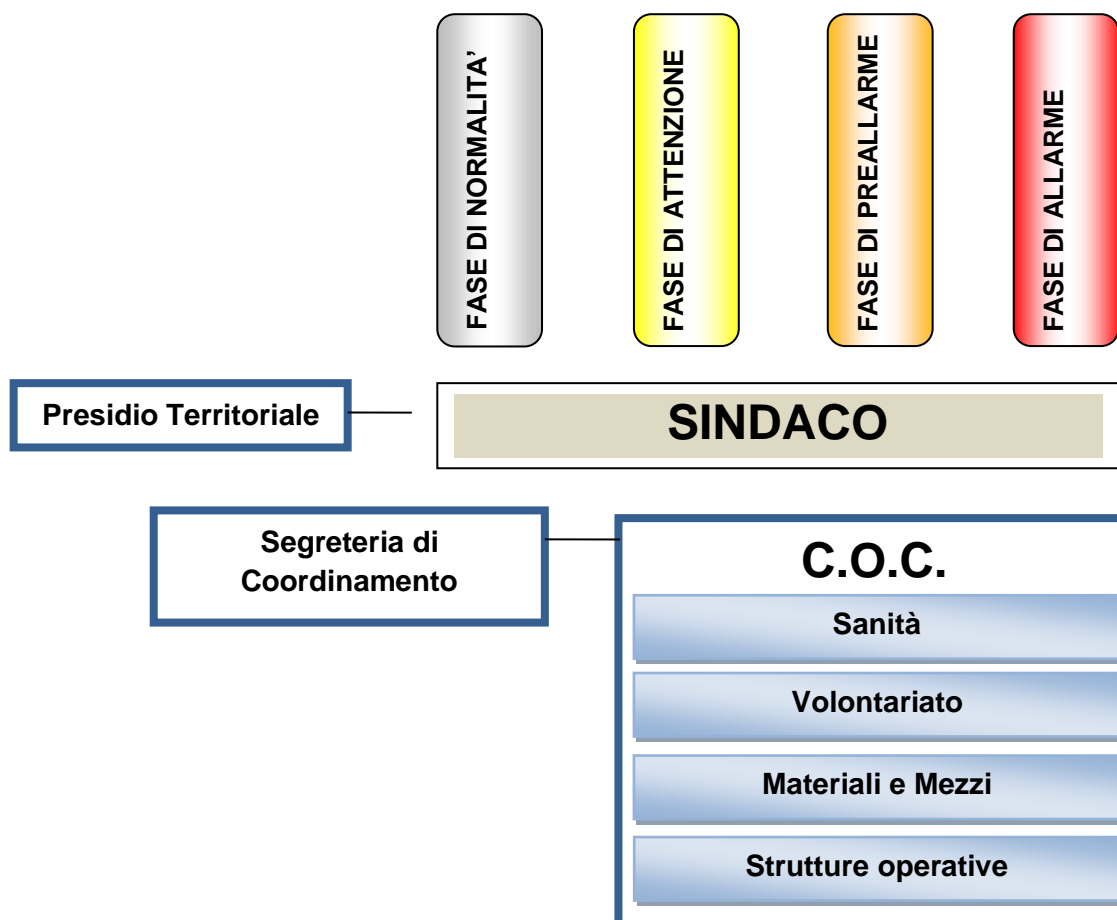 FASE DI NORMALITA’
FASE DI ATTENZIONE
FASE DI PREALLARME
FASE DI ALLARME
Presidio Territoriale
SINDACO
Segreteria di
Coordinamento
C.O.C.
Sanità
Volontariato
Materiali e Mezzi
Strutture operative